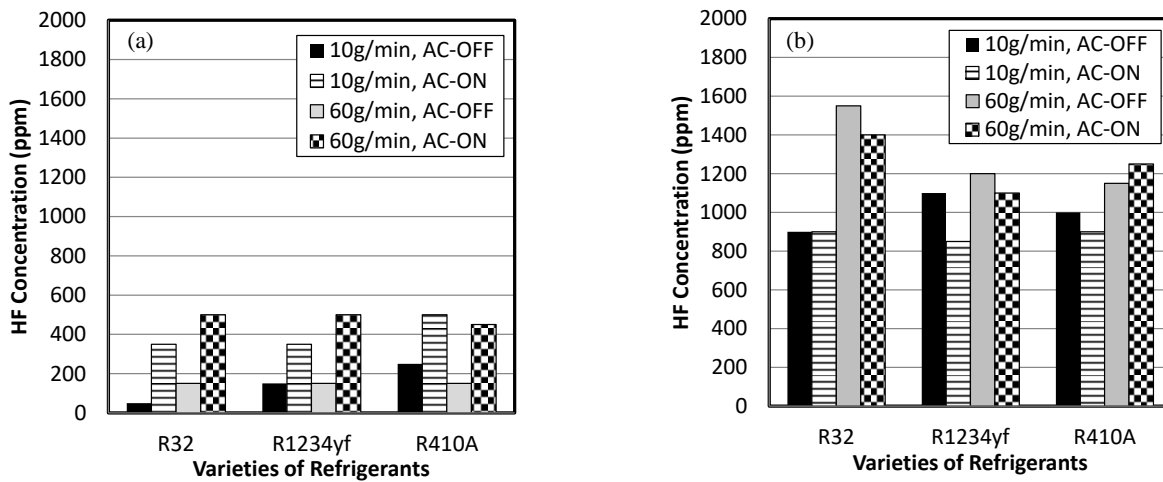 2000
1800
1600
1400
1200
1000
800
600
400
200
0
HF Concentration (ppm)
(a)
10g/min, AC-OFF
10g/min, AC-ON
60g/min, AC-OFF
60g/min, AC-ON
R32 R1234yf R410A
Varieties of Refrigerants
2000
1800
1600
1400
1200
1000
800
600
400
200
0
HF Concentration (ppm)
(b)
10g/min, AC-OFF
10g/min, AC-ON
60g/min, AC-OFF
60g/min, AC-ON
R32 R1234yf R410A
Varieties of Refrigerants